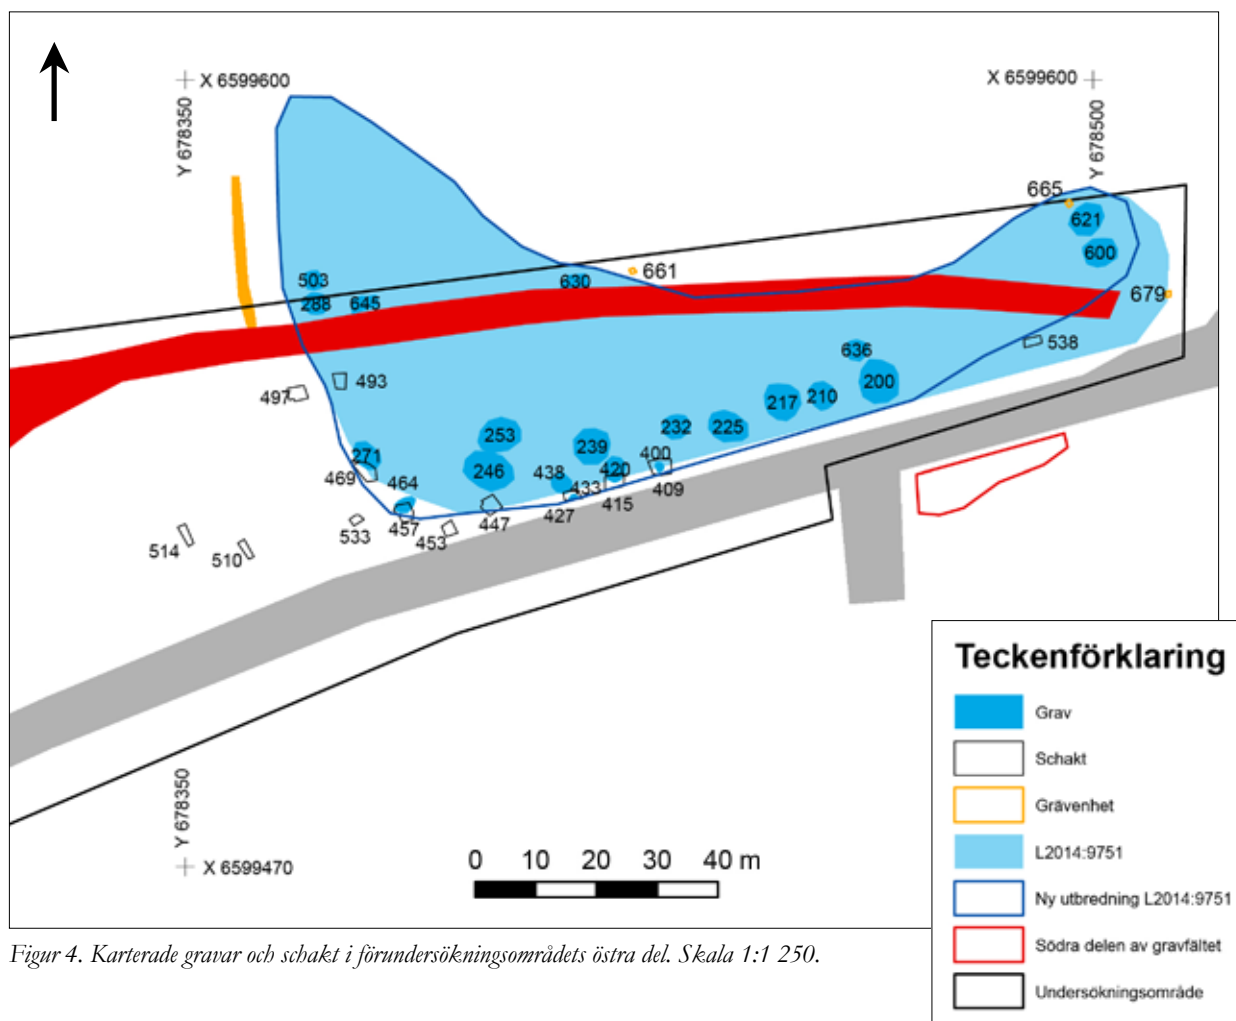 X 6599600
X 6599600
Y 678350
Y 678500
665
621
600
661
679
503
288
645
630
538
636
200
493
497
217
210
232
225
253
239
246
271
469
464
438
420
400
433
409
415
427
447
457
453
533
514
510
Y 678350
X 6599470
0 10 20 30 40 m
Teckenförklaring
Grav
Schakt
Grävenhet
L2014:9751
Ny utbredning L2014:9751
Södra delen av gravfältet
Undersökningsområde
Figur 4. Karterade gravar och schakt i förundersökningsområdets östra del. Skala 1:1 250.